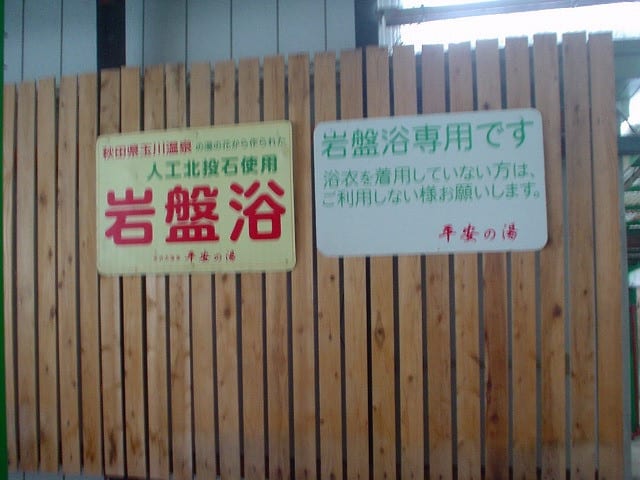 秋田県玉川温泉の湯の花から作られた
人工北投石使用
岩盤浴
平安の湯
岩盤浴専用です
浴衣を着用していない方は、
ご利用しない様お願いします。
平安の湯